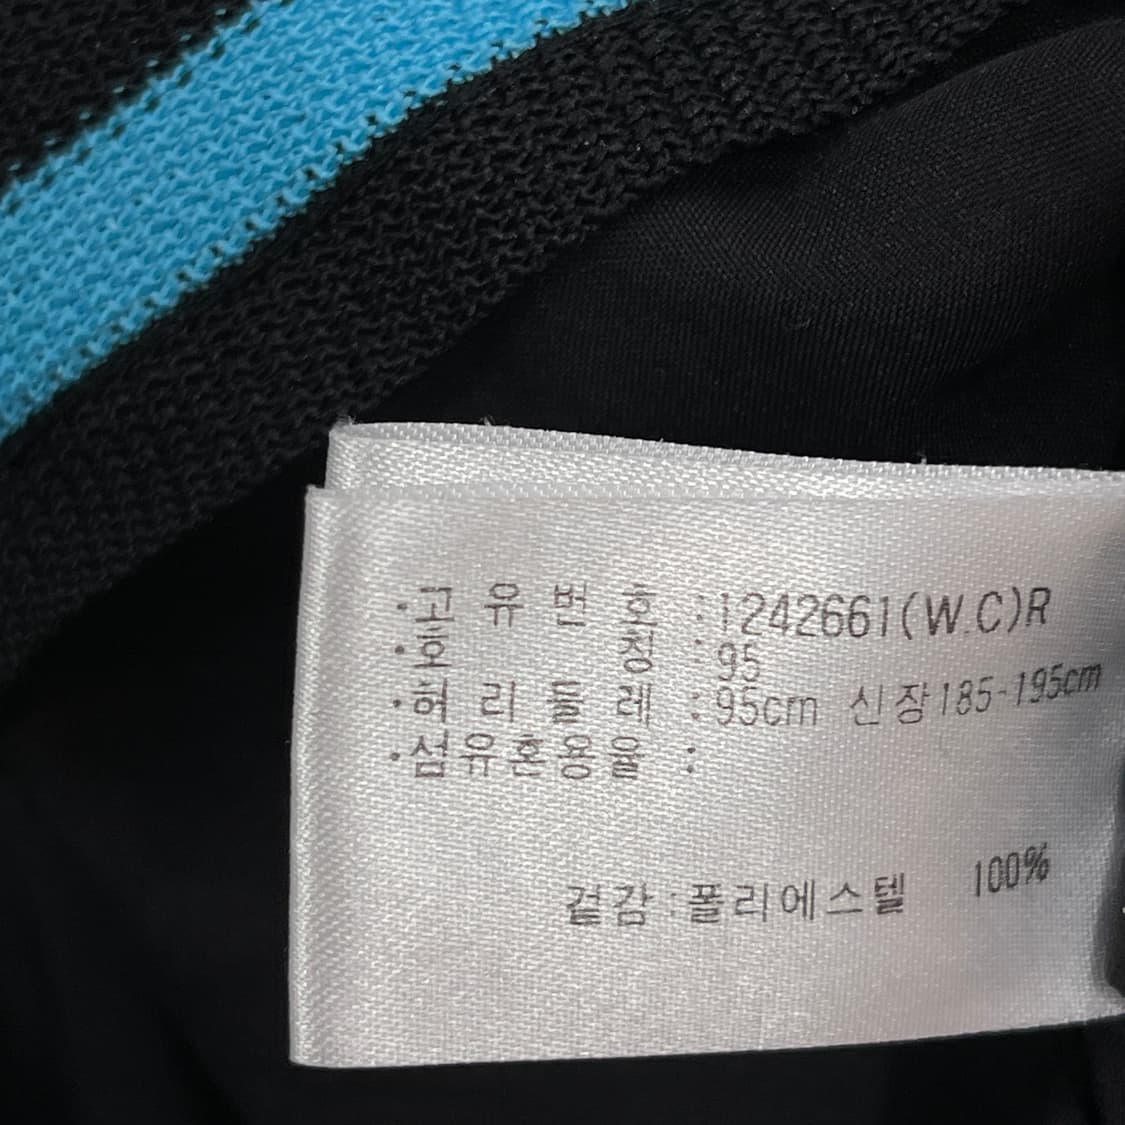 ·고유번호 :1242661(W.C)R
·호칭 :95
·허리둘레 :95cm 신장185-195cm
·섬유혼용율 :
겉감:폴리에스텔 100%